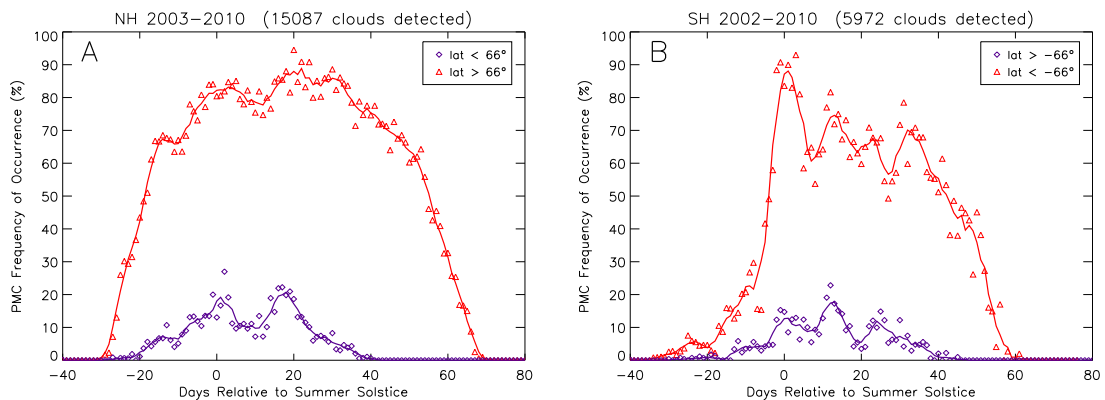 NH 2003−2010 (15087 clouds detected)
A
lat < 66°
lat > 66°
PMC Frequency of Occurrence (%)
100
90
80
70
60
50
40
30
20
10
0
−40 −20 0 20 40 60 80
Days Relative to Summer Solstice
SH 2002−2010 (5972 clouds detected)
B
lat > −66°
lat < −66°
PMC Frequency of Occurrence (%)
100
90
80
70
60
50
40
30
20
10
0
−40 −20 0 20 40 60 80
Days Relative to Summer Solstice